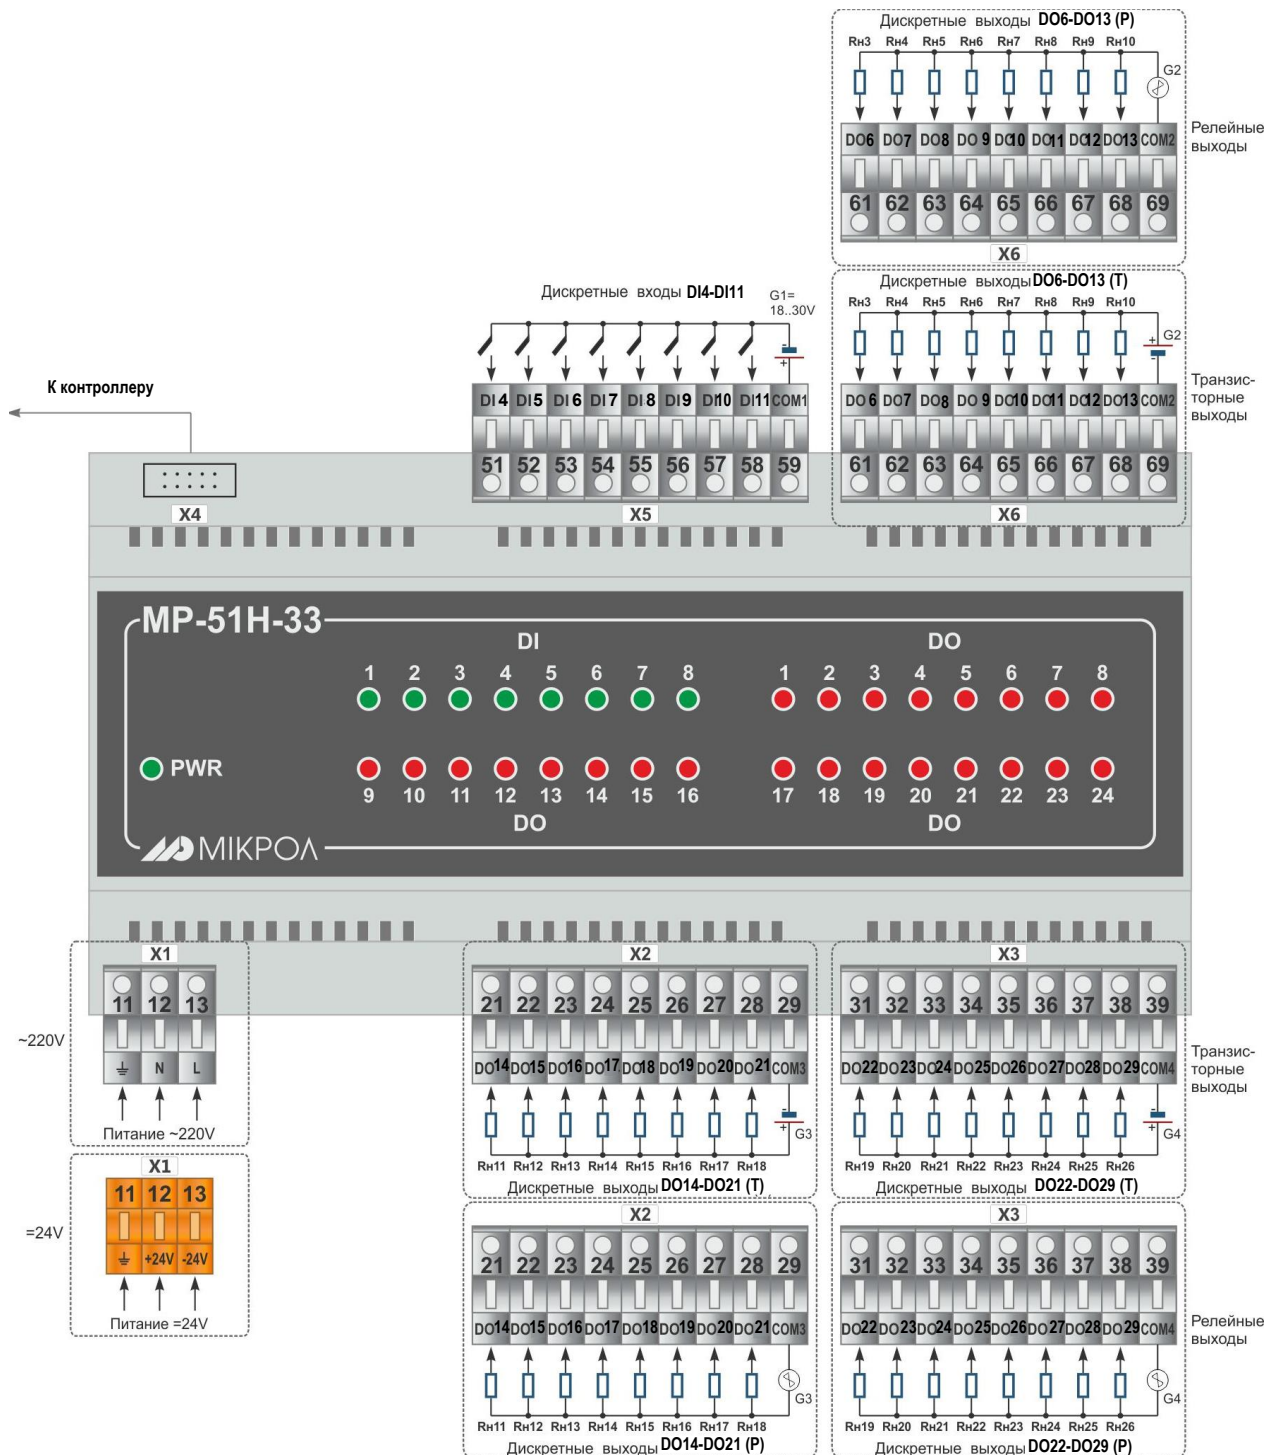 Дискретные выходы DO6-DO13 (Р)
Rн3 Rн4 Rн5 Rн6 Rн7 Rн8 Rн9 Rн10
G2
DO6 DO7 DO8 DO 9 DO10 DO11 DO12 DO13 COM2
Релейные
выходы
61 62 63 64 65 66 67 68 69
X6
Дискретные входы DI4-DI11
G1=
18..30V
- +
Дискретные выходы DO6-DO13 (Т)
Rн3 Rн4 Rн5 Rн6 Rн7 Rн8 Rн9 Rн10
+ G2
-
К контроллеру
DI 4 DI 5 DI 6 DI 7 DI 8 DI9 DI10 DI11 COM1
DO 6 DO7 DO8 DO 9 DO10 DO11 DO12 DO13 COM2
Транзис-
торные
выходы
51 52 53 54 55 56 57 58 59
61 62 63 64 65 66 67 68 69
X4
X5
X6
МР-51Н-33
DI
DO
1 2 3 4 5 6 7 8
1 2 3 4 5 6 7 8
PWR
9 10 11 12 13 14 15 16
17 18 19 20 21 22 23 24
DO
DO
МІКРОЛ
X1
X2
X3
11 12 13
21 22 23 24 25 26 27 28 29
31 32 33 34 35 36 37 38 39
~220V
N L
DO14 DO15 DO16 DO17 DO18 DO19 DO20 DO21 COM3
DO22 DO23 DO24 DO25 DO26 DO27 DO28 DO29 COM4
Транзис-
торные
выходы
Питание ~220V
- + G3
- + G4
Rн11 Rн12 Rн13 Rн14 Rн15 Rн16 Rн17 Rн18
Rн19 Rн20 Rн21 Rн22 Rн23 Rн24 Rн25 Rн26
Дискретные выходы DO14-DO21 (Т)
Дискретные выходы DO22-DO29 (Т)
X1
X2
X3
11 12 13
21 22 23 24 25 26 27 28 29
31 32 33 34 35 36 37 38 39
=24V
+24V -24V
Питание =24V
DO14 DO15 DO16 DO17 DO18 DO19 DO20 DO21 COM3
DO22 DO23 DO24 DO25 DO26 DO27 DO28 DO29 COM4
Релейные
выходы
G3
G4
Rн11 Rн12 Rн13 Rн14 Rн15 Rн16 Rн17 Rн18
Rн19 Rн20 Rн21 Rн22 Rн23 Rн24 Rн25 Rн26
Дискретные выходы DO14-DO21 (Р)
Дискретные выходы DO22-DO29 (Р)